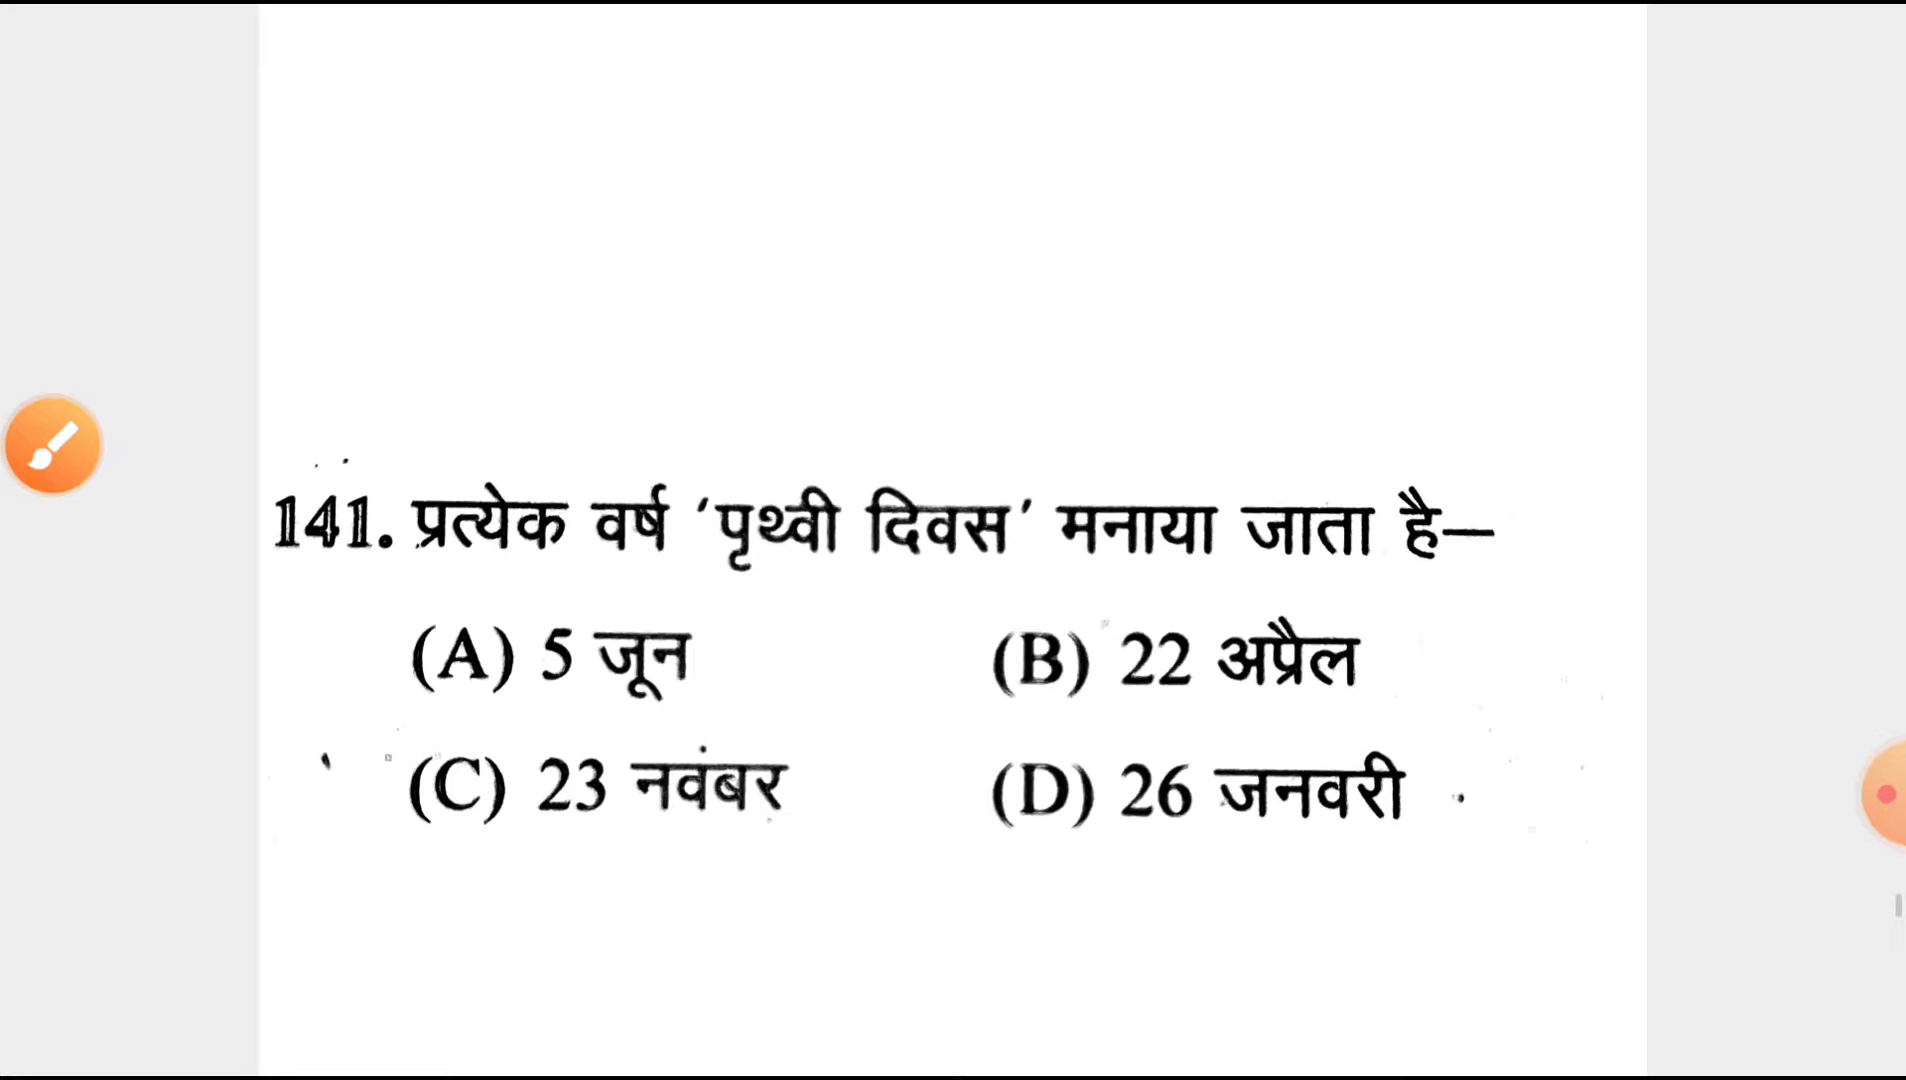 141. प्रत्येक वर्ष ‘पृथ्वी दिवस’ मनाया जाता है—
(A) 5 जून (B) 22 अप्रैल
(C) 23 नवंबर (D) 26 जनवरी